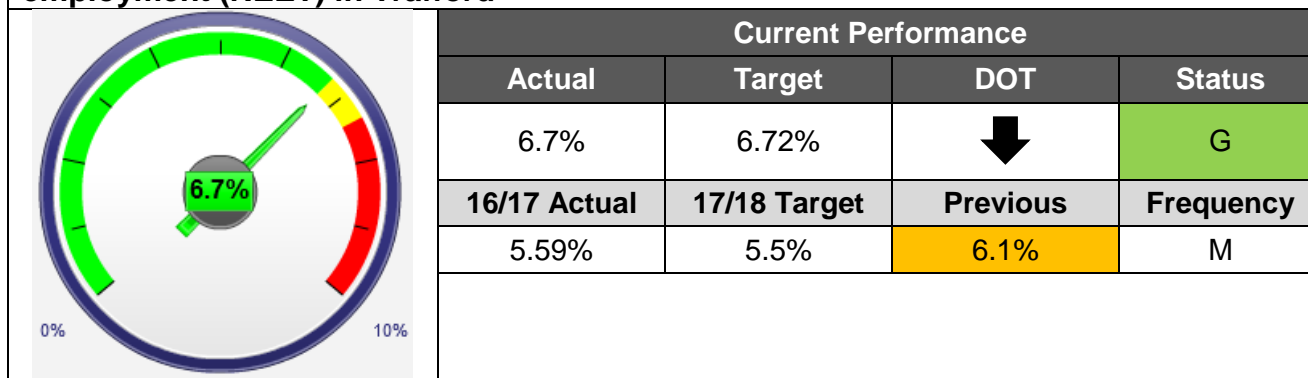 Current Performance
Actual Target DOT Status
6.7% 6.72% G
16/17 Actual 17/18 Target Previous Frequency
5.59% 5.5% 6.1% M
6.7%
0% 10%